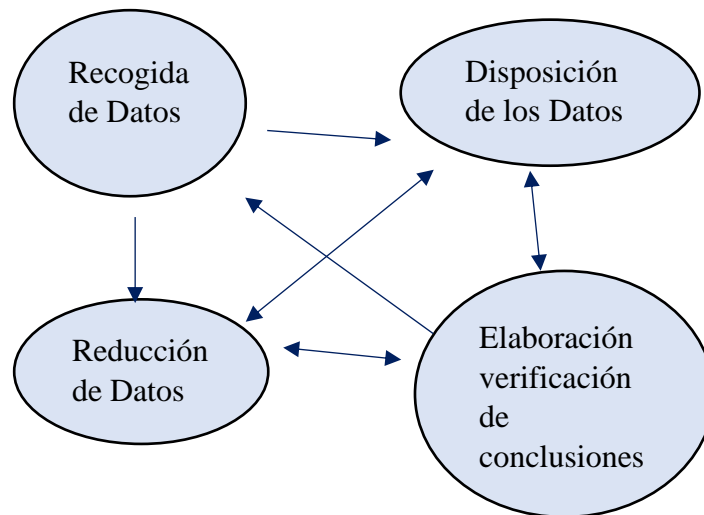 Recogida
de Datos
Disposición
de los Datos
Reducción
de Datos
Elaboración
verificación
de
conclusiones